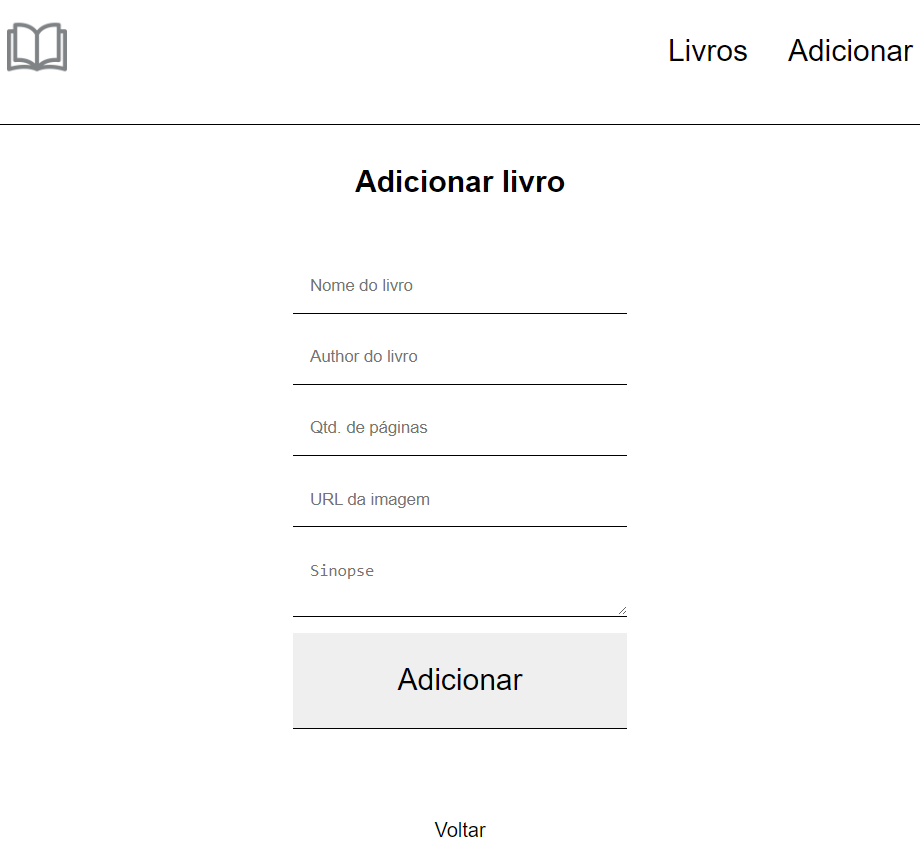 Livros Adicionar
Adicionar livro
Nome do livro
Author do livro
Qtd. de páginas
URL da imagem
Sinopse
Adicionar
Voltar